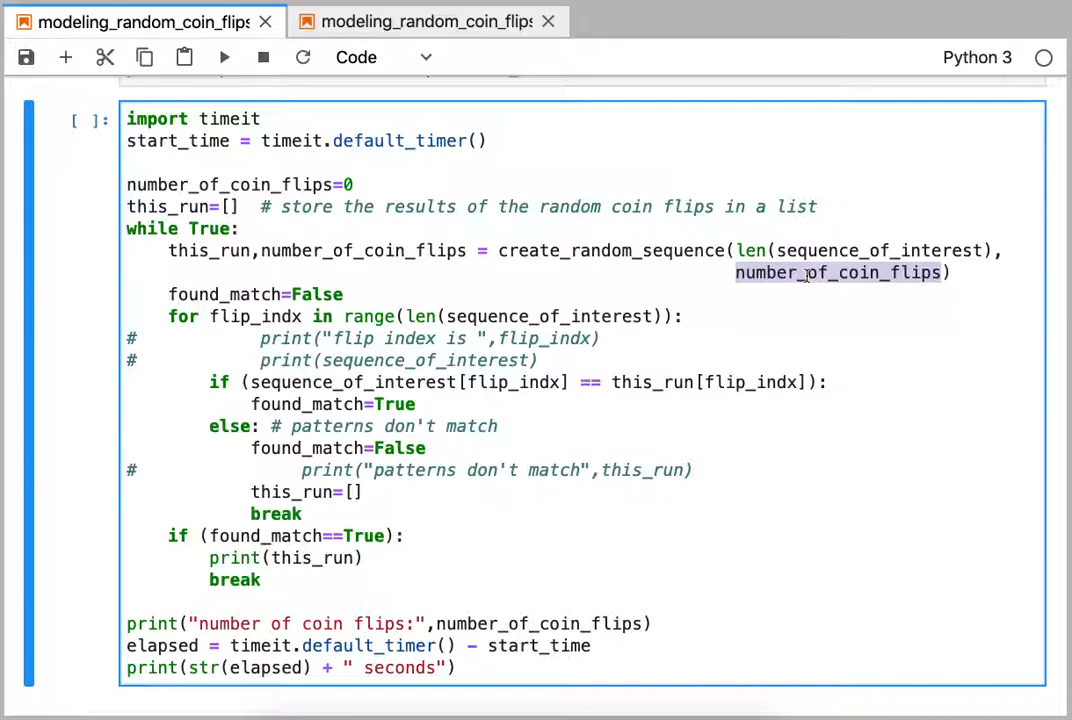 modeling_random_coin_flips
modeling_random_coin_flips
Code
Python 3
[ ]:
import timeit
start_time = timeit.default_timer()
number_of_coin_flips=0
this_run=[]  # store the results of the random coin flips in a list
while True:
    this_run,number_of_coin_flips = create_random_sequence(len(sequence_of_interest),
                                                           number_of_coin_flips)
    found_match=False
    for flip_indx in range(len(sequence_of_interest)):
#            print("flip index is ",flip_indx)
#            print(sequence_of_interest)
        if (sequence_of_interest[flip_indx] == this_run[flip_indx]):
            found_match=True
        else: # patterns don't match
            found_match=False
#                print("patterns don't match",this_run)
            this_run=[]
            break
    if (found_match==True):
        print(this_run)
        break
print("number of coin flips:",number_of_coin_flips)
elapsed = timeit.default_timer() - start_time
print(str(elapsed) + " seconds")